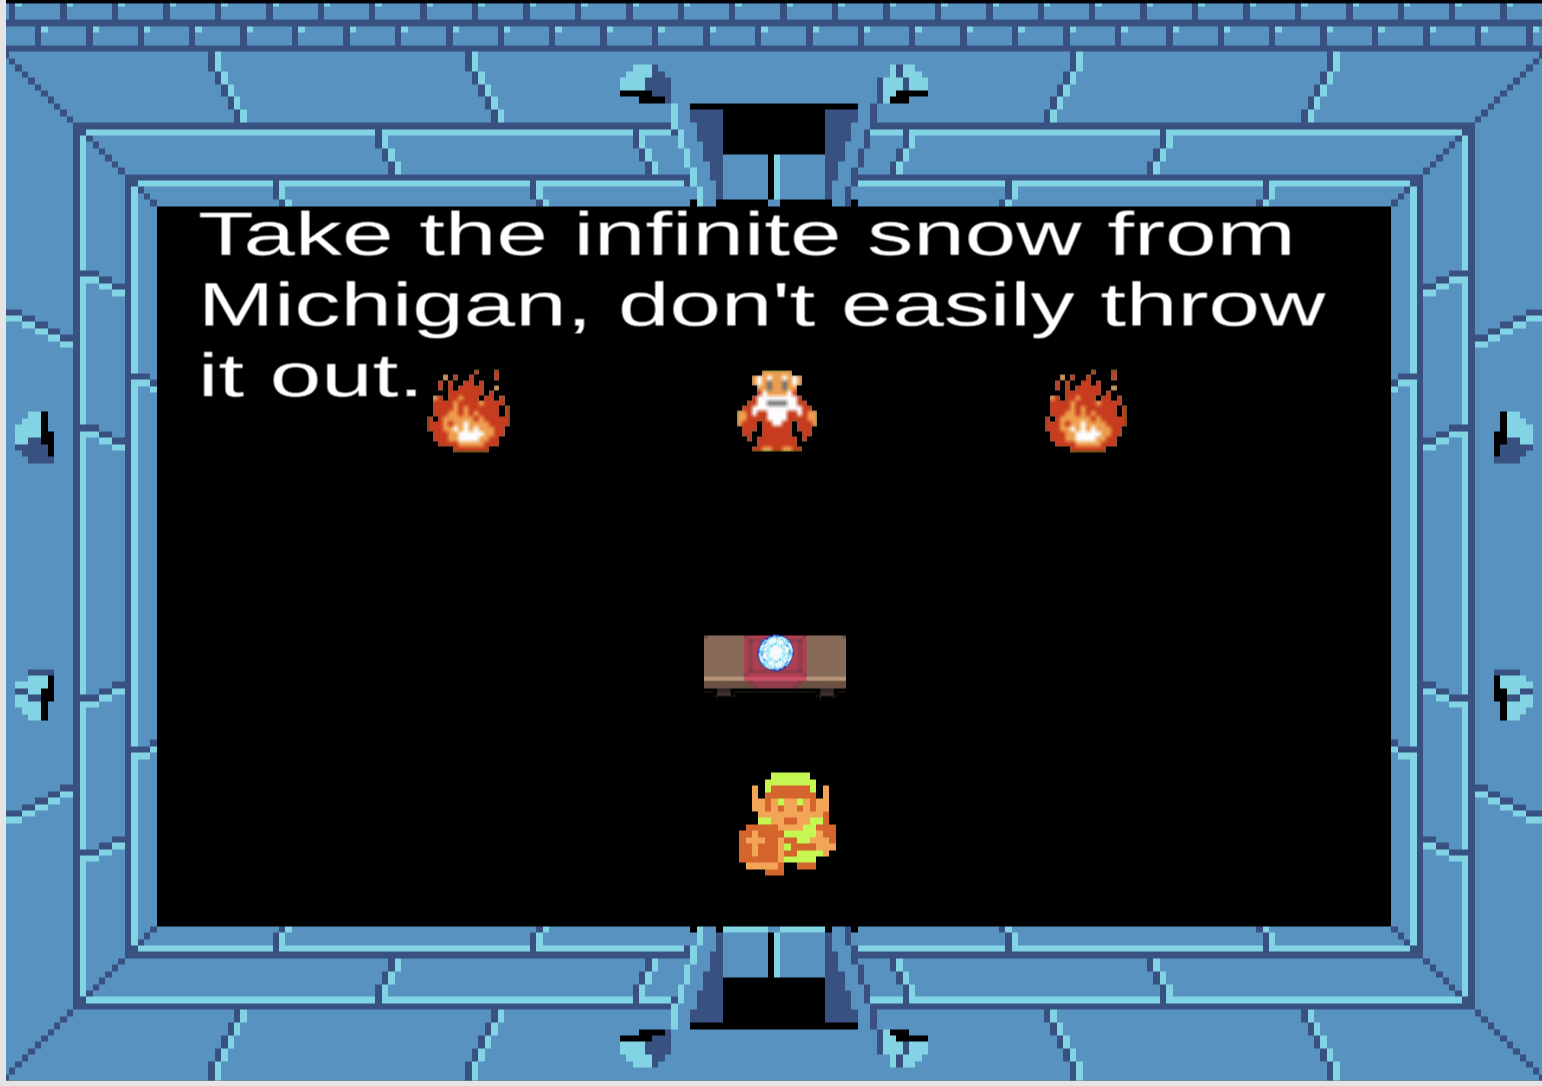 Take the infinite snow from
Michigan, don't easily throw
it out.